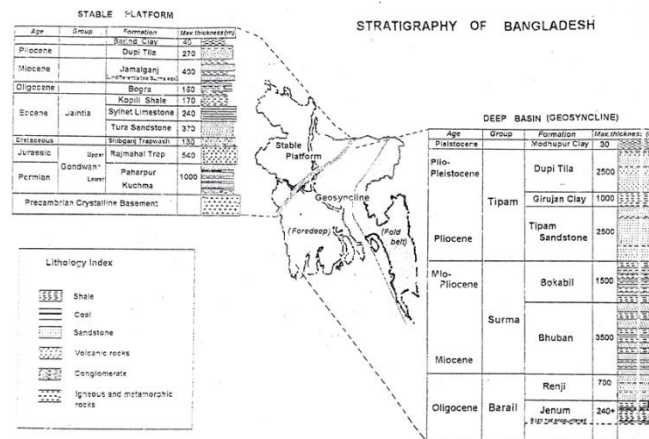 STABLE PLATFORM
STRATIGRAPHY OF BANGLADESH
Age Group Formation Max. thickness (m)
Barind Clay
Pliocene Dupi Tila 270
Miocene Jamalganj 400
Oligocene Bogra
Eocene Jaintia Kopili Shale 170
Sylhet Limestone 240
Tura Sandstone 370
Cretaceous Shibganj Trapwash 130
Jurassic Upper Rajmahal Trap 540
Gondwana
Permian Lower Paharpur 1000
Kuchma
Precambrian Crystalline Basement
Stable
Platform
Geosyncline
(Foredeep)
(Fold
belt)
Lithology Index
Shale
Coal
Sandstone
Volcanic rocks
Conglomerate
Igneous and metamorphic
rocks
DEEP BASIN (GEOSYNCLINE)
Age Group Formation Max. thickness
Pleistocene Modhupur Clay 30
Plio-
Pleistocene Dupi Tila 2500
Tipam Girujan Clay 1000
Pliocene Tipam
Sandstone 2500
Mio-
Pliocene Bokabil 1500
Surma
Miocene Bhuban 3500
Renji 700
Oligocene Barail Jenum 240+